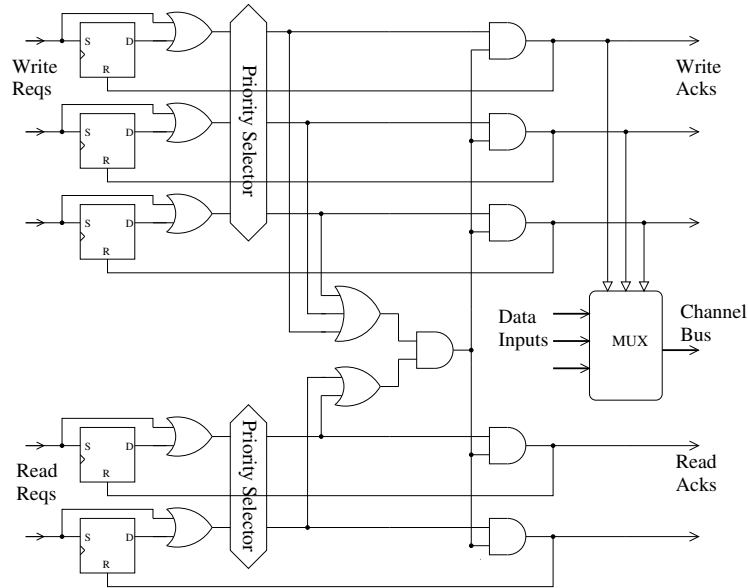 S D
R
Write
Reqs
Priority Selector
Write
Acks
S D
R
S D
R
Data
Inputs
MUX
Channel
Bus
S D
R
Read
Reqs
Priority Selector
Read
Acks
S D
R